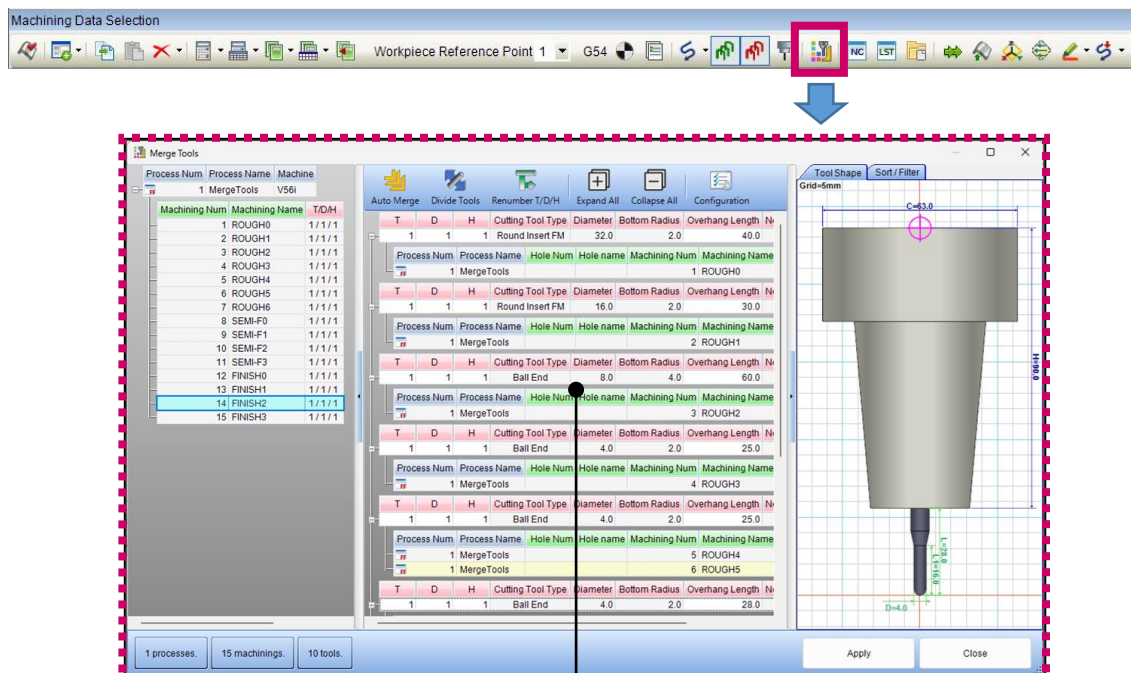 Machining Data Selection
Workpiece Reference Point 1 G54 NC LST
Merge Tools
Process Num Process Name Machine
1 MergeTools V56i
Machining Num Machining Name T/D/H
1 ROUGH0 1/1/1
2 ROUGH1 1/1/1
3 ROUGH2 1/1/1
4 ROUGH3 1/1/1
5 ROUGH4 1/1/1
6 ROUGH5 1/1/1
7 ROUGH6 1/1/1
8 SEMI-F0 1/1/1
9 SEMI-F1 1/1/1
10 SEMI-F2 1/1/1
11 SEMI-F3 1/1/1
12 FINISH0 1/1/1
13 FINISH1 1/1/1
14 FINISH2 1/1/1
15 FINISH3 1/1/1
Auto Merge Divide Tools Renumber T/D/H Expand All Collapse All Configuration
T D H Cutting Tool Type Diameter Bottom Radius Overhang Length
1 1 1 Round Insert FM 32.0 2.0 40.0
Process Num Process Name Hole Num Hole name Machining Num Machining Name
1 MergeTools 1 ROUGH0
T D H Cutting Tool Type Diameter Bottom Radius Overhang Length
1 1 1 Round Insert FM 16.0 2.0 30.0
Process Num Process Name Hole Num Hole name Machining Num Machining Name
1 MergeTools 2 ROUGH1
T D H Cutting Tool Type Diameter Bottom Radius Overhang Length
1 1 1 Ball End 8.0 4.0 60.0
Process Num Process Name Hole Num Hole name Machining Num Machining Name
1 MergeTools 3 ROUGH2
T D H Cutting Tool Type Diameter Bottom Radius Overhang Length
1 1 1 Ball End 4.0 2.0 25.0
Process Num Process Name Hole Num Hole name Machining Num Machining Name
1 MergeTools 4 ROUGH3
T D H Cutting Tool Type Diameter Bottom Radius Overhang Length
1 1 1 Ball End 4.0 2.0 25.0
Process Num Process Name Hole Num Hole name Machining Num Machining Name
1 MergeTools 5 ROUGH4
1 MergeTools 6 ROUGH5
T D H Cutting Tool Type Diameter Bottom Radius Overhang Length
1 1 1 Ball End 4.0 2.0 28.0
Tool Shape Sort / Filter
Grid=5mm
C=63.0
H=90.0
L=28.0
L1=16.0
D=4.0
1 processes. 15 machinings. 10 tools.
Apply Close